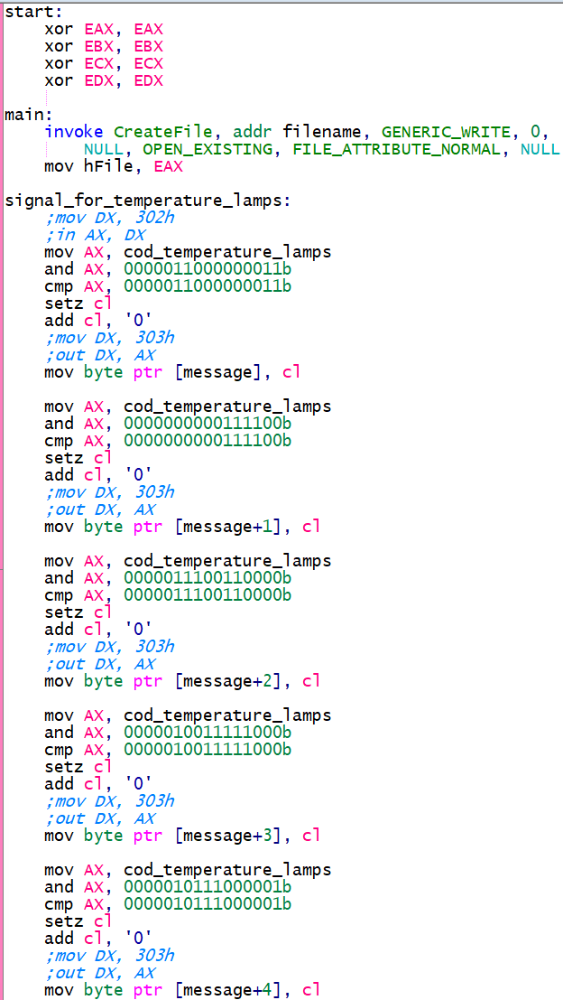 start:
    xor EAX, EAX
    xor EBX, EBX
    xor ECX, ECX
    xor EDX, EDX

main:
    invoke CreateFile, addr filename, GENERIC_WRITE, 0,
        NULL, OPEN_EXISTING, FILE_ATTRIBUTE_NORMAL, NULL
    mov hFile, EAX

signal_for_temperature_lamps:
    ;mov DX, 302h
    ;in AX, DX
    mov AX, cod_temperature_lamps
    and AX, 0000011000000011b
    cmp AX, 0000011000000011b
    setz cl
    add cl, '0'
    ;mov DX, 303h
    ;out DX, AX
    mov byte ptr [message], cl

    mov AX, cod_temperature_lamps
    and AX, 0000000000111100b
    cmp AX, 0000000000111100b
    setz cl
    add cl, '0'
    ;mov DX, 303h
    ;out DX, AX
    mov byte ptr [message+1], cl

    mov AX, cod_temperature_lamps
    and AX, 0000011100110000b
    cmp AX, 0000011100110000b
    setz cl
    add cl, '0'
    ;mov DX, 303h
    ;out DX, AX
    mov byte ptr [message+2], cl

    mov AX, cod_temperature_lamps
    and AX, 0000010011111000b
    cmp AX, 0000010011111000b
    setz cl
    add cl, '0'
    ;mov DX, 303h
    ;out DX, AX
    mov byte ptr [message+3], cl

    mov AX, cod_temperature_lamps
    and AX, 0000010111000001b
    cmp AX, 0000010111000001b
    setz cl
    add cl, '0'
    ;mov DX, 303h
    ;out DX, AX
    mov byte ptr [message+4], cl